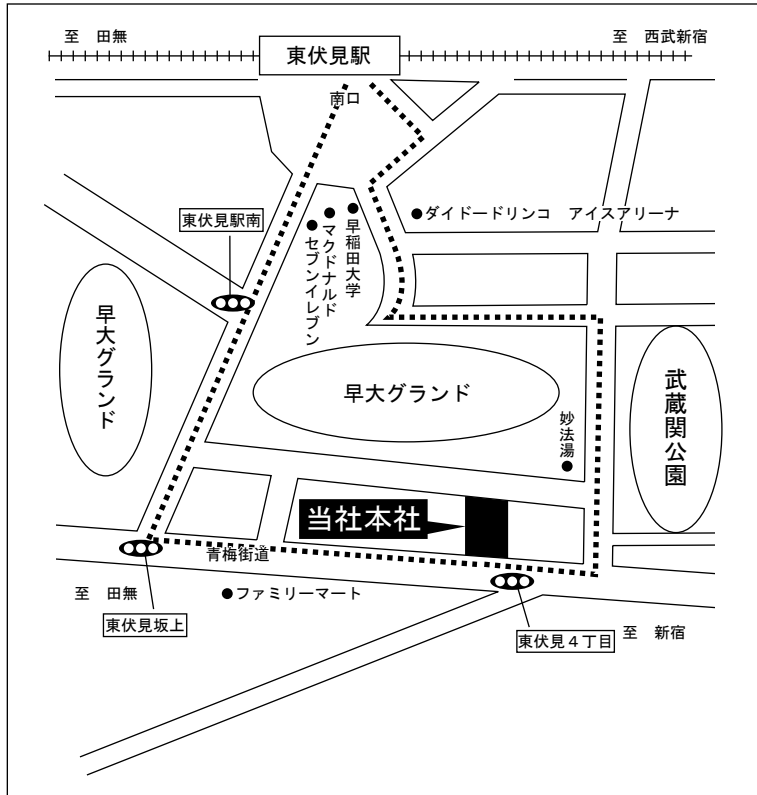 至　田無
東伏見駅
至　西武新宿
南口
東伏見駅南
●ダイドードリンコ　アイスアリーナ
●早稲田大学
●マクドナルド
●セブンイレブン
早大グランド
早大グランド
武蔵関公園
妙法湯●
当社本社
青梅街道
至　田無
●ファミリーマート
東伏見坂上
東伏見４丁目
至　新宿